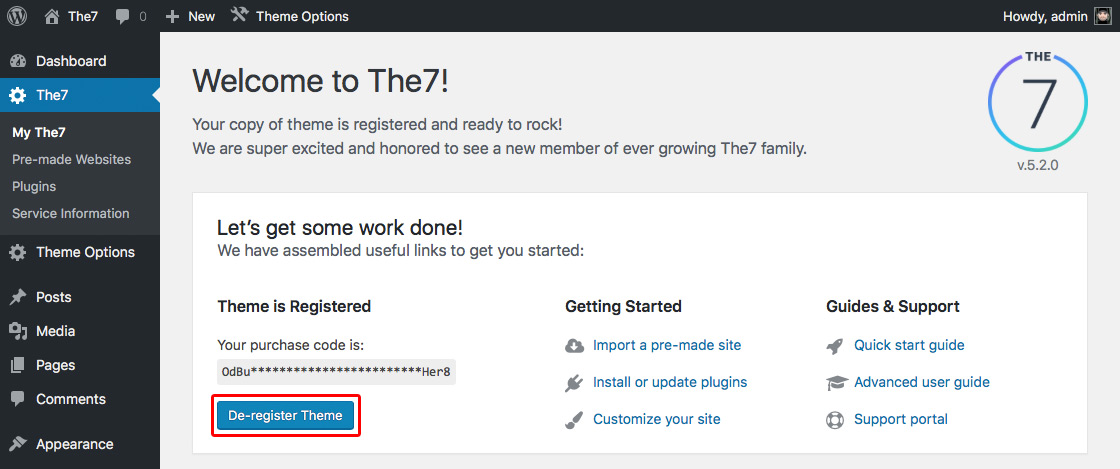 The7
0
New
Theme Options
Howdy, admin
Dashboard
The7
My The7
Pre-made Websites
Plugins
Service Information
Theme Options
Posts
Media
Pages
Comments
Appearance
Welcome to The7!
Your copy of theme is registered and ready to rock!
We are super excited and honored to see a new member of ever growing The7 family.
THE
7
v.5.2.0
Let's get some work done!
We have assembled useful links to get you started:
Theme is Registered
Your purchase code is:
OdBu************************Her8
De-register Theme
Getting Started
Import a pre-made site
Install or update plugins
Customize your site
Guides & Support
Quick start guide
Advanced user guide
Support portal